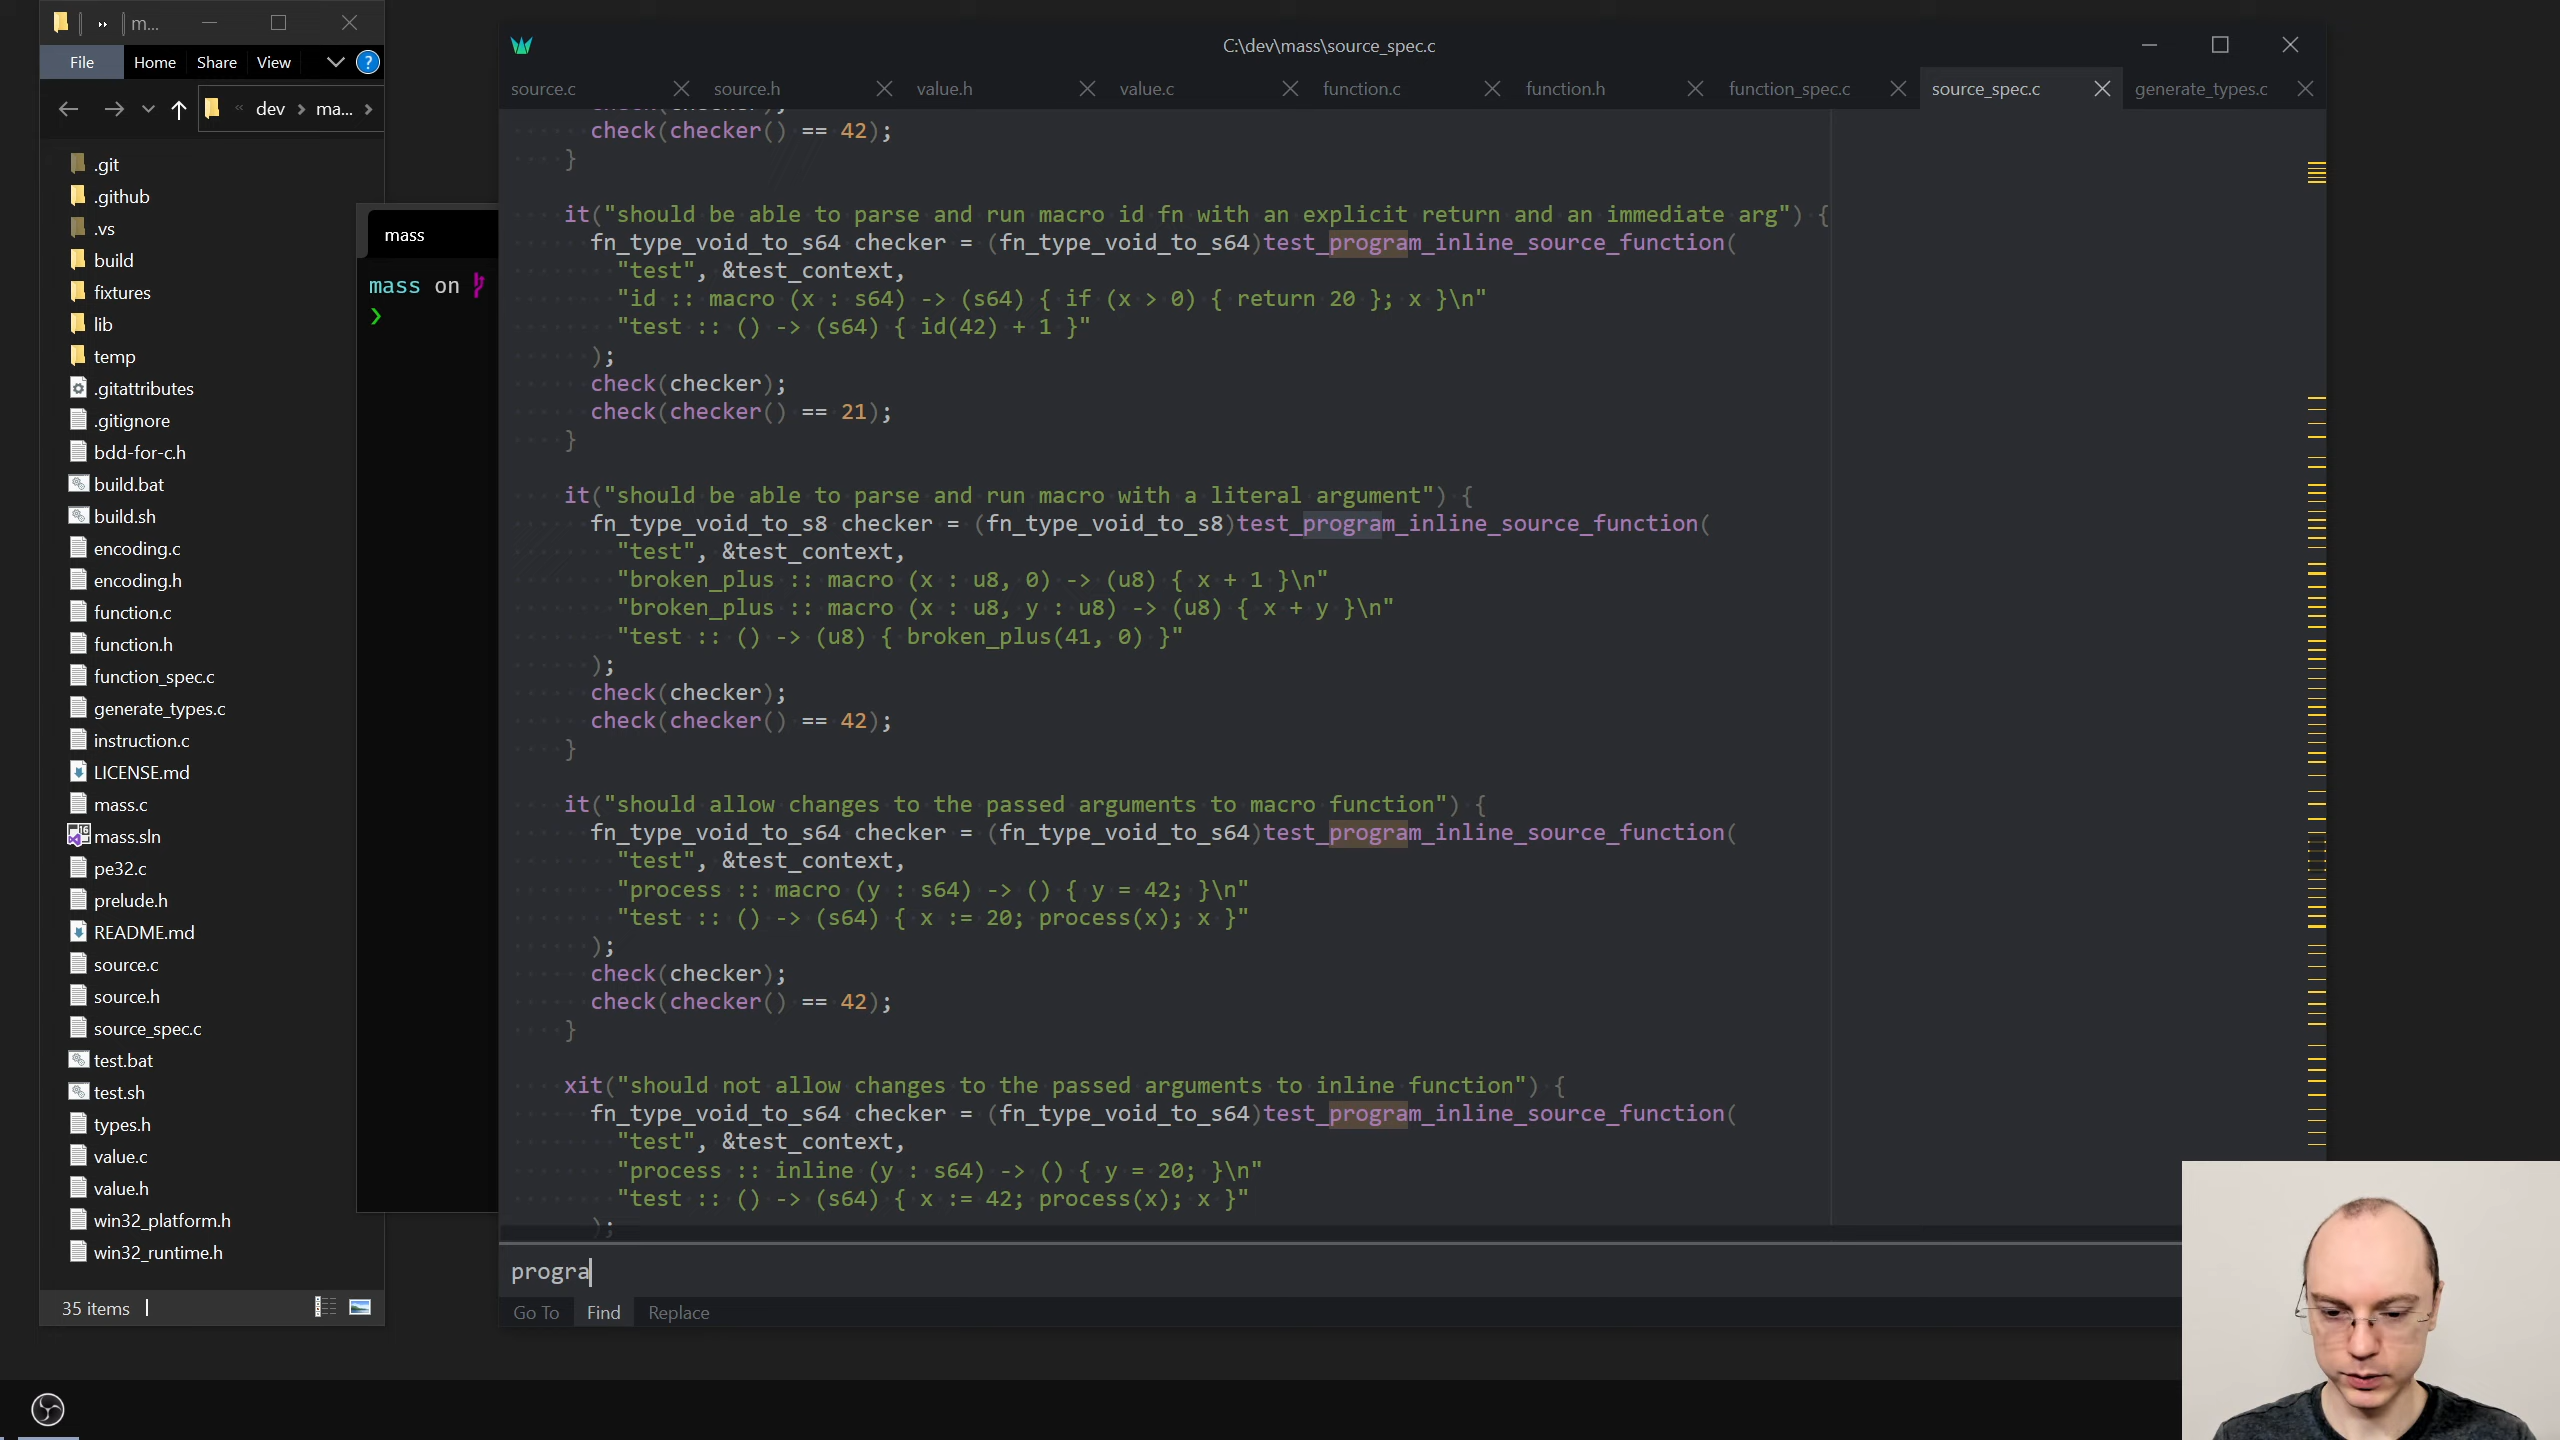 m...
File
Home
Share
View
?
dev
ma...
.git
.github
.vs
build
fixtures
lib
temp
.gitattributes
.gitignore
bdd-for-c.h
build.bat
build.sh
encoding.c
encoding.h
function.c
function.h
function_spec.c
generate_types.c
instruction.c
LICENSE.md
mass.c
mass.sln
pe32.c
prelude.h
README.md
source.c
source.h
source_spec.c
test.bat
test.sh
types.h
value.c
value.h
win32_platform.h
win32_runtime.h
35 items
mass
mass on
❯
C:\dev\mass\source_spec.c
source.c
source.h
value.h
value.c
function.c
function.h
function_spec.c
source_spec.c
generate_types.c
check(checker);
check(checker() == 42);
}
it("should be able to parse and run macro id fn with an explicit return and an immediate arg") {
fn_type_void_to_s64 checker = (fn_type_void_to_s64)test_program_inline_source_function(
"test", &test_context,
"id :: macro (x : s64) -> (s64) { if (x > 0) { return 20 }; x }\n"
"test :: () -> (s64) { id(42) + 1 }"
);
check(checker);
check(checker() == 21);
}
it("should be able to parse and run macro with a literal argument") {
fn_type_void_to_s8 checker = (fn_type_void_to_s8)test_program_inline_source_function(
"test", &test_context,
"broken_plus :: macro (x : u8, 0) -> (u8) { x + 1 }\n"
"broken_plus :: macro (x : u8, y : u8) -> (u8) { x + y }\n"
"test :: () -> (u8) { broken_plus(41, 0) }"
);
check(checker);
check(checker() == 42);
}
it("should allow changes to the passed arguments to macro function") {
fn_type_void_to_s64 checker = (fn_type_void_to_s64)test_program_inline_source_function(
"test", &test_context,
"process :: macro (y : s64) -> () { y = 42; }\n"
"test :: () -> (s64) { x := 20; process(x); x }"
);
check(checker);
check(checker() == 42);
}
xit("should not allow changes to the passed arguments to inline function") {
fn_type_void_to_s64 checker = (fn_type_void_to_s64)test_program_inline_source_function(
"test", &test_context,
"process :: inline (y : s64) -> () { y = 20; }\n"
"test :: () -> (s64) { x := 42; process(x); x }"
);
progra
Go To
Find
Replace